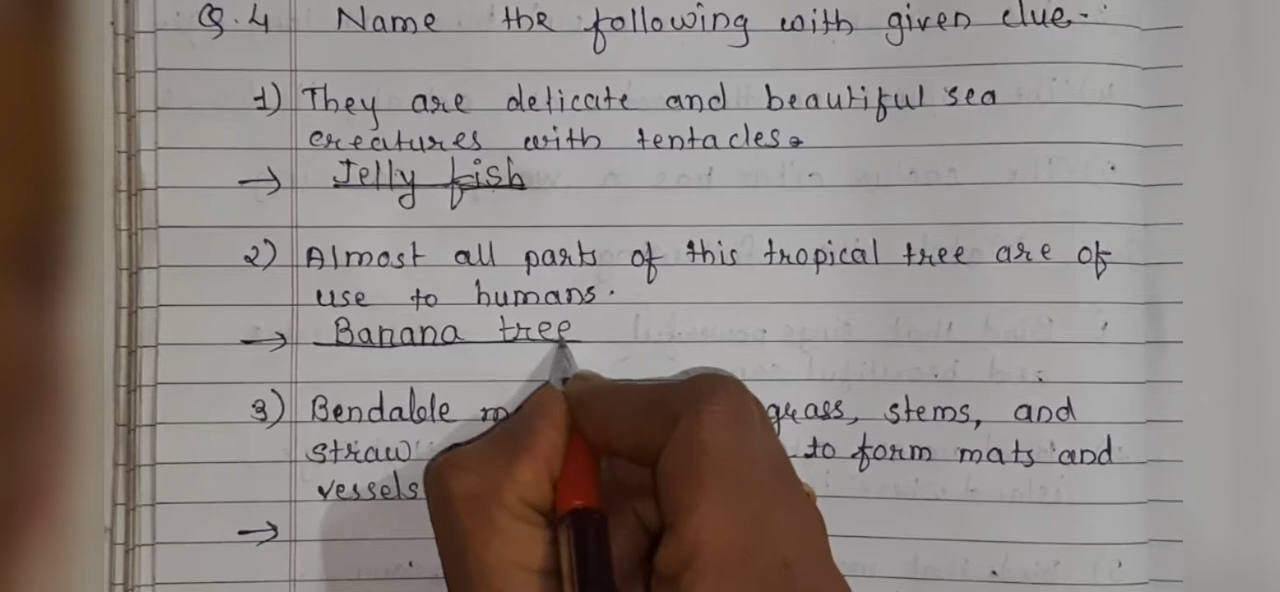 Q.4 Name the following with given clue.
1) They are delicate and beautiful sea
creatures with tentacles.
→ Jelly fish
2) Almost all parts of this tropical tree are of
use to humans.
→ Banana tree
3) Bendable grass, stems, and
straw to form mats and
vessels
→